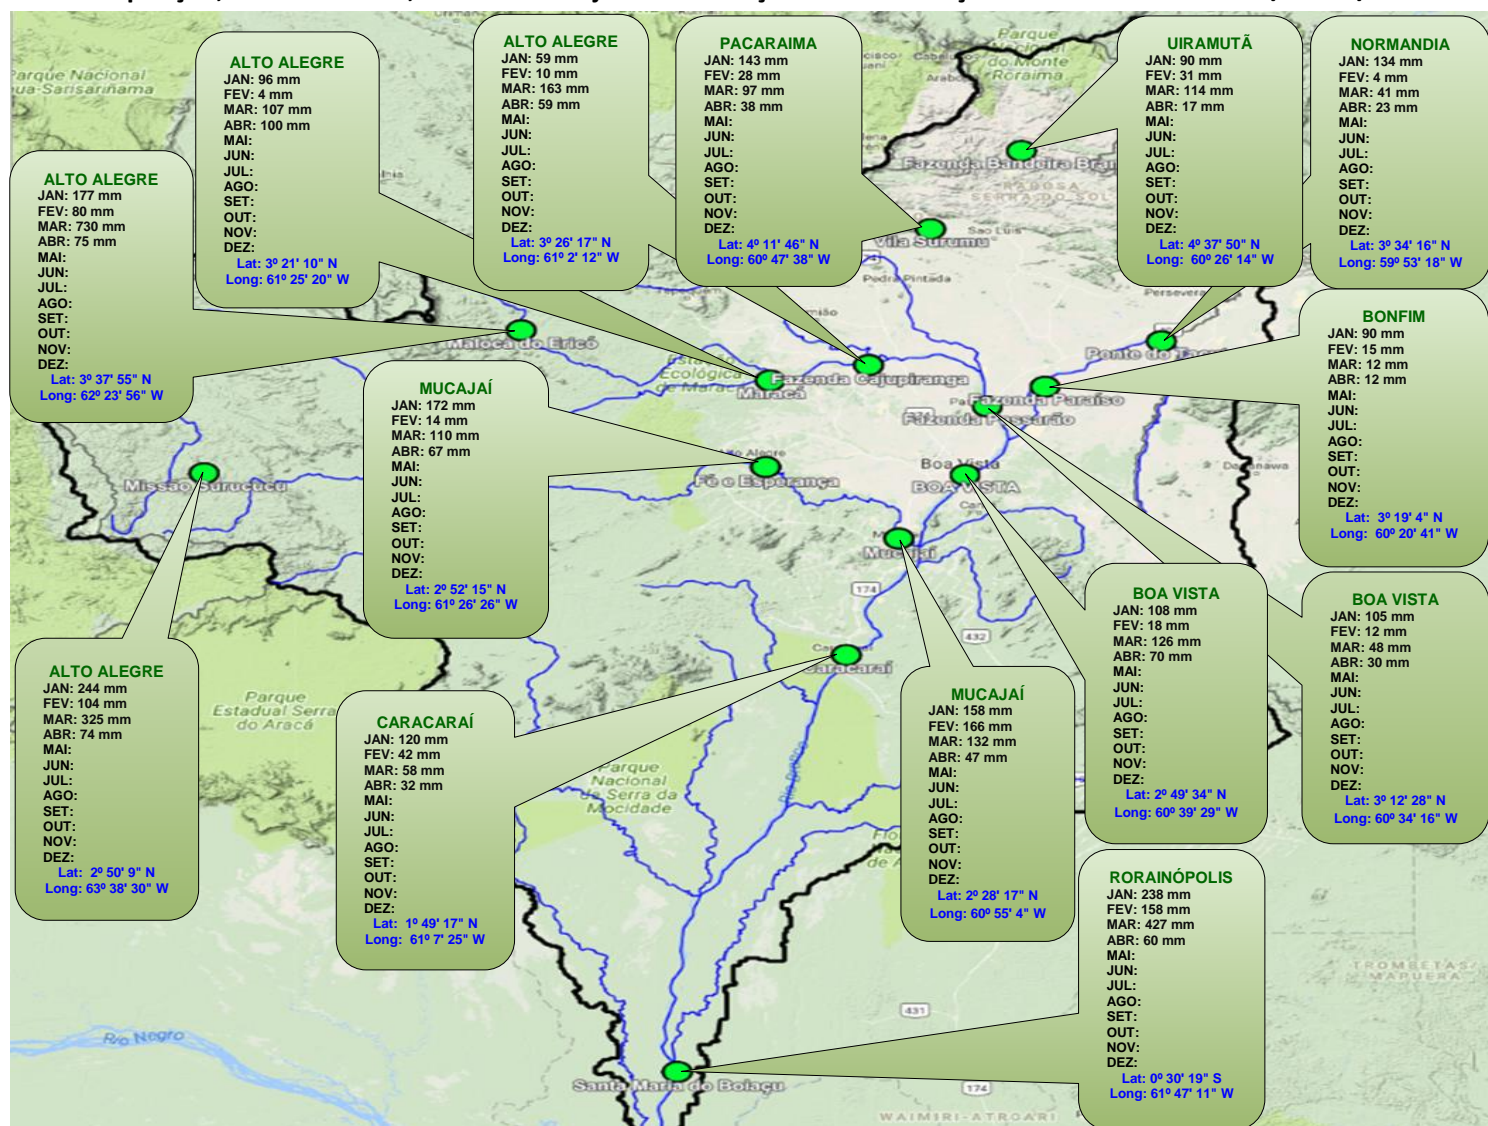 ALTO ALEGRE
JAN: 177 mm
FEV: 80 mm
MAR: 730 mm
ABR: 75 mm
MAI:
JUN:
JUL:
AGO:
SET:
OUT:
NOV:
DEZ:
Lat: 3º 37' 55" N
Long: 62º 23' 56" W
ALTO ALEGRE
JAN: 96 mm
FEV: 4 mm
MAR: 107 mm
ABR: 100 mm
MAI:
JUN:
JUL:
AGO:
SET:
OUT:
NOV:
DEZ:
Lat: 3º 21' 10" N
Long: 61º 25' 20" W
ALTO ALEGRE
JAN: 59 mm
FEV: 10 mm
MAR: 163 mm
ABR: 59 mm
MAI:
JUN:
JUL:
AGO:
SET:
OUT:
NOV:
DEZ:
Lat: 3º 26' 17" N
Long: 61º 2' 12" W
PACARAIMA
JAN: 143 mm
FEV: 28 mm
MAR: 97 mm
ABR: 38 mm
MAI:
JUN:
JUL:
AGO:
SET:
OUT:
NOV:
DEZ:
Lat: 4º 11' 46" N
Long: 60º 47' 38" W
UIRAMUTÃ
JAN: 90 mm
FEV: 31 mm
MAR: 114 mm
ABR: 17 mm
MAI:
JUN:
JUL:
AGO:
SET:
OUT:
NOV:
DEZ:
Lat: 4º 37' 50" N
Long: 60º 26' 14" W
NORMANDIA
JAN: 134 mm
FEV: 4 mm
MAR: 41 mm
ABR: 23 mm
MAI:
JUN:
JUL:
AGO:
SET:
OUT:
NOV:
DEZ:
Lat: 3º 34' 16" N
Long: 59º 53' 18" W
BONFIM
JAN: 90 mm
FEV: 15 mm
MAR: 12 mm
ABR: 12 mm
MAI:
JUN:
JUL:
AGO:
SET:
OUT:
NOV:
DEZ:
Lat: 3º 19' 4" N
Long: 60º 20' 41" W
MUCAJAÍ
JAN: 172 mm
FEV: 14 mm
MAR: 110 mm
ABR: 67 mm
MAI:
JUN:
JUL:
AGO:
SET:
OUT:
NOV:
DEZ:
Lat: 2º 52' 15" N
Long: 61º 26' 26" W
ALTO ALEGRE
JAN: 244 mm
FEV: 104 mm
MAR: 325 mm
ABR: 74 mm
MAI:
JUN:
JUL:
AGO:
SET:
OUT:
NOV:
DEZ:
Lat: 2º 50' 9" N
Long: 63º 38' 30" W
CARACARAÍ
JAN: 120 mm
FEV: 42 mm
MAR: 58 mm
ABR: 32 mm
MAI:
JUN:
JUL:
AGO:
SET:
OUT:
NOV:
DEZ:
Lat: 1º 49' 17" N
Long: 61º 7' 25" W
MUCAJAÍ
JAN: 158 mm
FEV: 166 mm
MAR: 132 mm
ABR: 47 mm
MAI:
JUN:
JUL:
AGO:
SET:
OUT:
NOV:
DEZ:
Lat: 2º 28' 17" N
Long: 60º 55' 4" W
BOA VISTA
JAN: 108 mm
FEV: 18 mm
MAR: 126 mm
ABR: 70 mm
MAI:
JUN:
JUL:
AGO:
SET:
OUT:
NOV:
DEZ:
Lat: 2º 49' 34" N
Long: 60º 39' 29" W
BOA VISTA
JAN: 105 mm
FEV: 12 mm
MAR: 48 mm
ABR: 30 mm
MAI:
JUN:
JUL:
AGO:
SET:
OUT:
NOV:
DEZ:
Lat: 3º 12' 28" N
Long: 60º 34' 16" W
RORAINÓPOLIS
JAN: 238 mm
FEV: 158 mm
MAR: 427 mm
ABR: 60 mm
MAI:
JUN:
JUL:
AGO:
SET:
OUT:
NOV:
DEZ:
Lat: 0º 30' 19" S
Long: 61º 47' 11" W
Parque Nacional
Parque
do Monte
Roraima
Fazenda Bandeira
RAPOSA
SERRA DO SOL
Vila Surumu
São Luís
Pedra Pintada
Maloca do Ericó
Ecológica
de Maracá
Maracá
Fazenda Cajupiranga
Ponte do
Fazenda Paraíso
Fazenda Passarão
Missão Surucucu
Fé e Esperança
Boa Vista
BOA VISTA
Mucajaí
174
432
Caracaraí
Parque
Estadual Serra
do Aracá
Parque
Nacional
da Serra da
Mocidade
Rio Branco
Rio Negro
431
174
Santa Maria do Boiaçu
TROMBETAS/
MAPUERA
WAIMIRI-ATROARI